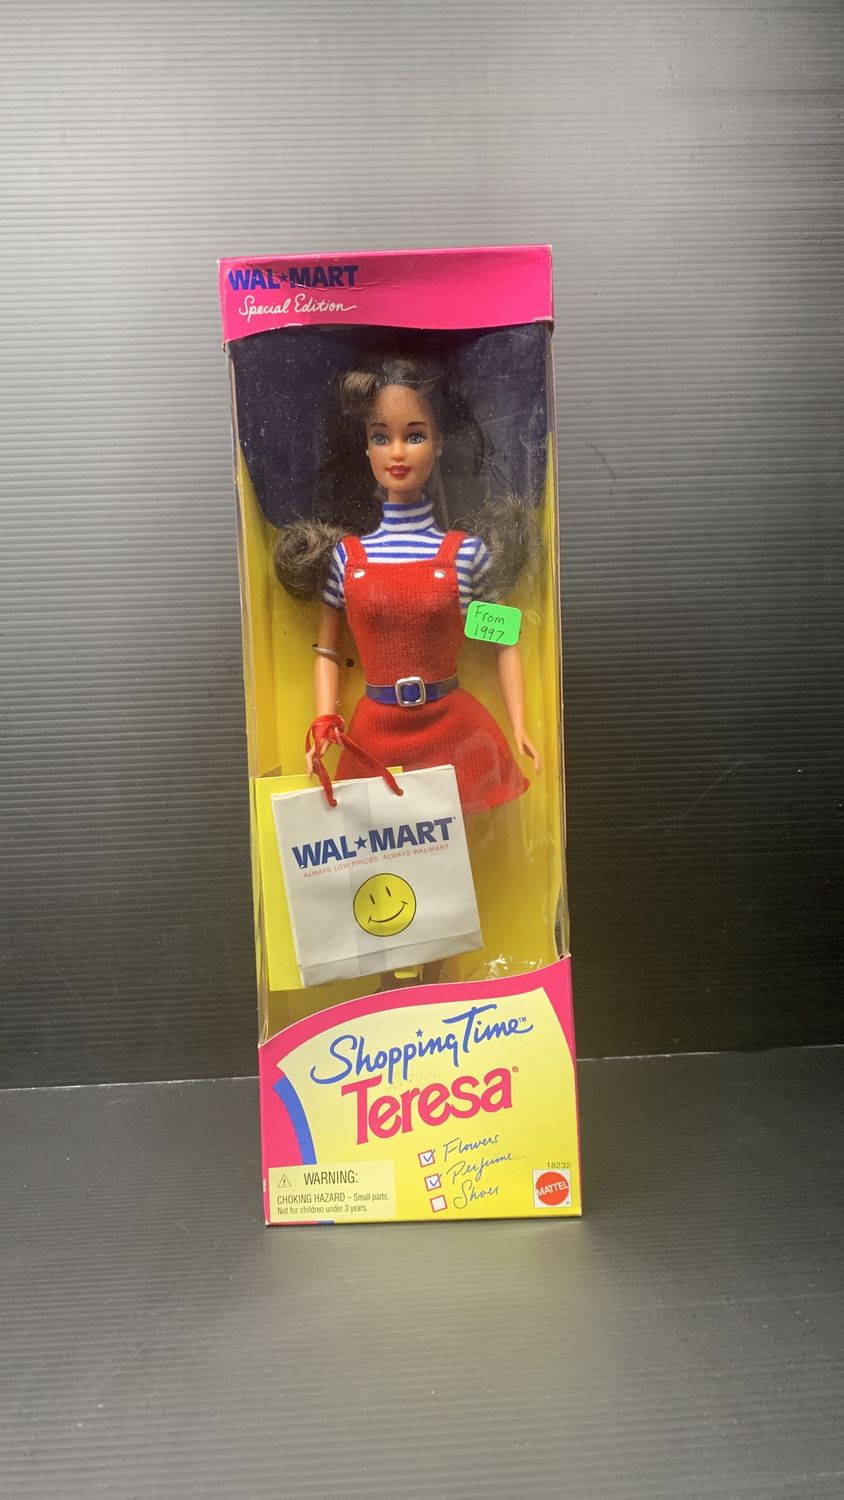 WAL★MART
Special Edition
From
1997
WAL★MART®
ALWAYS LOW PRICES. ALWAYS WAL-MART
Shopping Time™
Teresa®
Flowers
Perfume
Shoes
18232
MATTEL
⚠ WARNING:
CHOKING HAZARD – Small parts.
Not for children under 3 years.